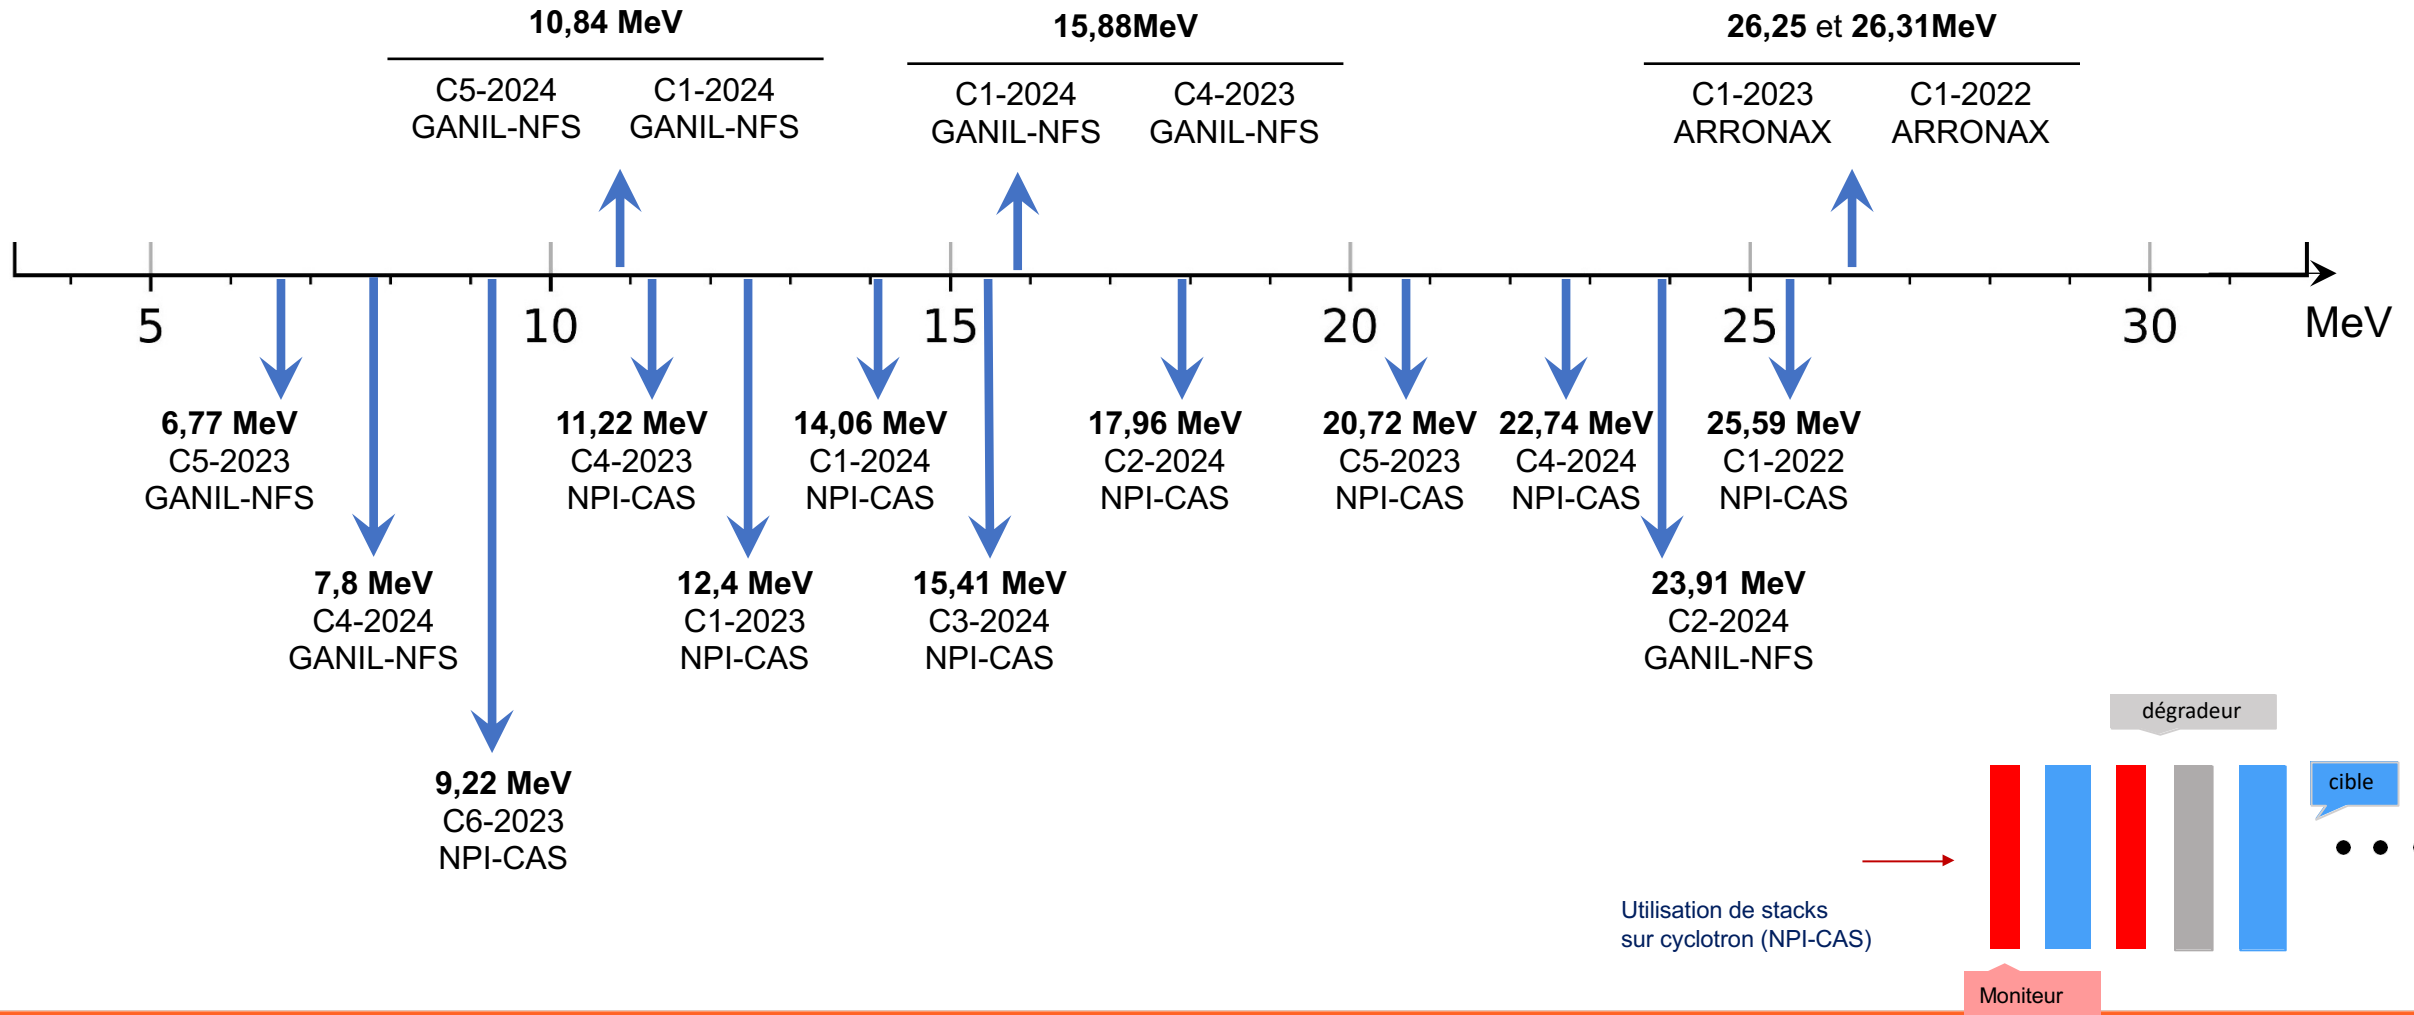 10,84 MeV
C5-2024
GANIL-NFS
C1-2024
GANIL-NFS
15,88MeV
C1-2024
GANIL-NFS
C4-2023
GANIL-NFS
26,25 et 26,31MeV
C1-2023
ARRONAX
C1-2022
ARRONAX
5
10
15
20
25
30
MeV
6,77 MeV
C5-2023
GANIL-NFS
7,8 MeV
C4-2024
GANIL-NFS
9,22 MeV
C6-2023
NPI-CAS
11,22 MeV
C4-2023
NPI-CAS
12,4 MeV
C1-2023
NPI-CAS
14,06 MeV
C1-2024
NPI-CAS
15,41 MeV
C3-2024
NPI-CAS
17,96 MeV
C2-2024
NPI-CAS
20,72 MeV
C5-2023
NPI-CAS
22,74 MeV
C4-2024
NPI-CAS
23,91 MeV
C2-2024
GANIL-NFS
25,59 MeV
C1-2022
NPI-CAS
dégradeur
cible
Utilisation de stacks
sur cyclotron (NPI-CAS)
Moniteur